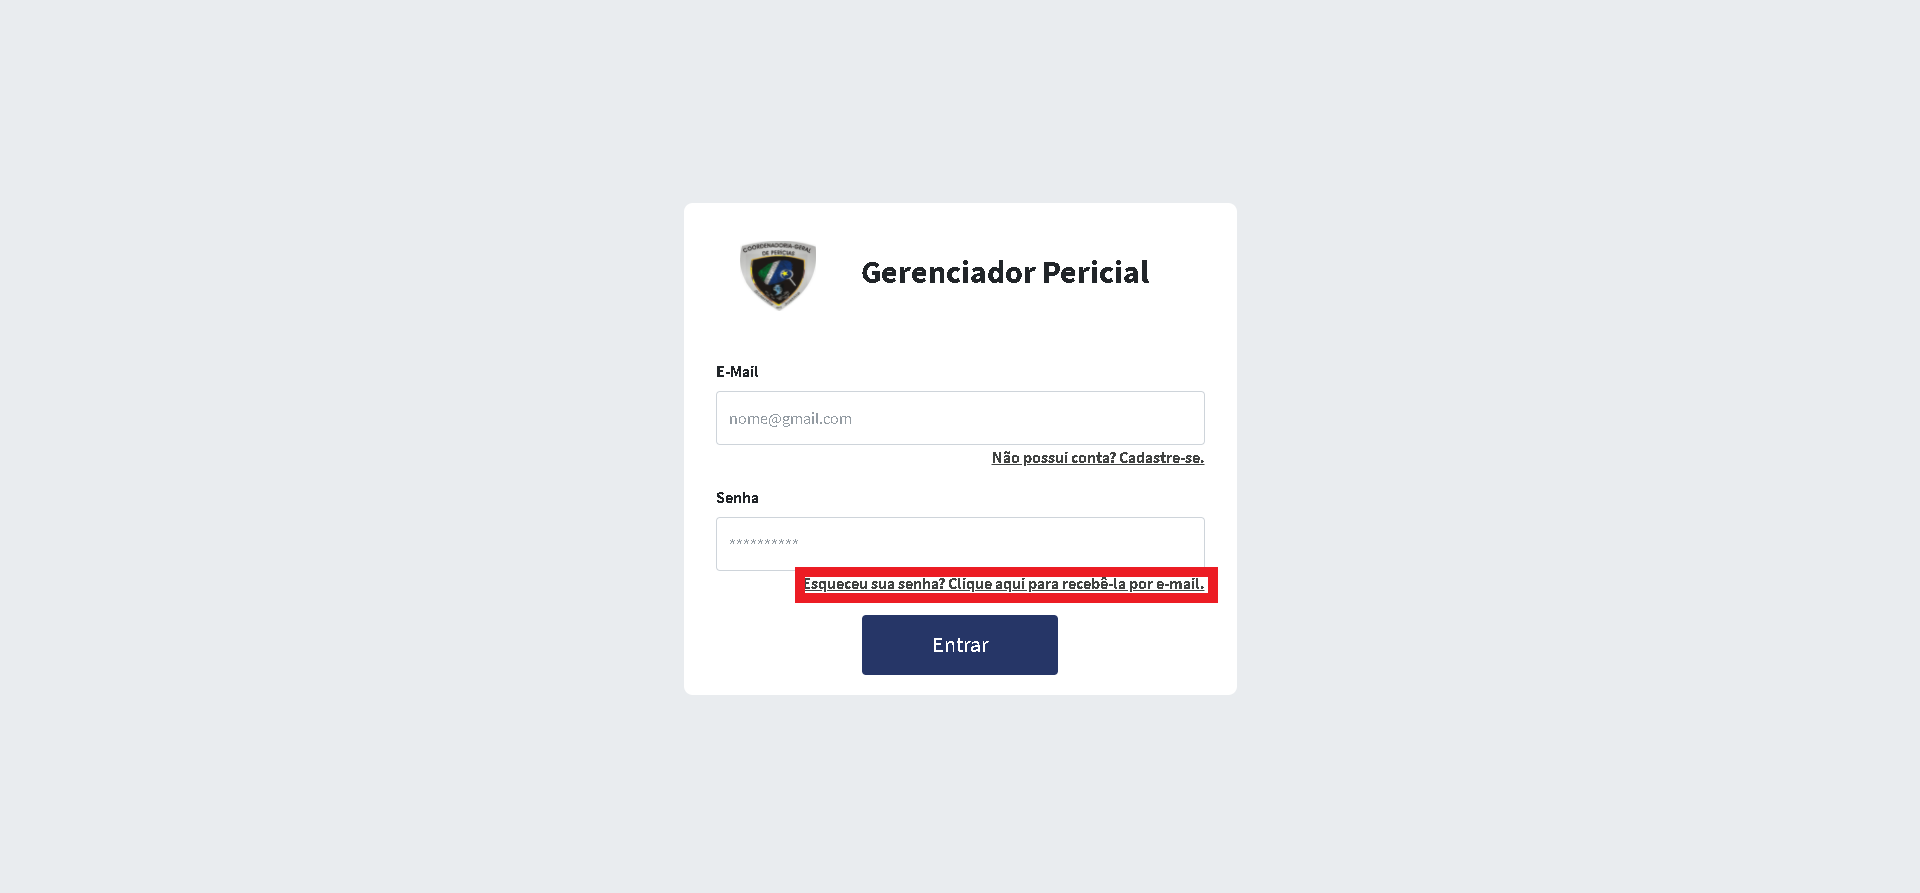 COORDENADORIA-GERAL
DE PERÍCIAS
Gerenciador Pericial
E-Mail
nome@gmail.com
Não possui conta? Cadastre-se.
Senha
**********
Esqueceu sua senha? Clique aqui para recebê-la por e-mail.
Entrar